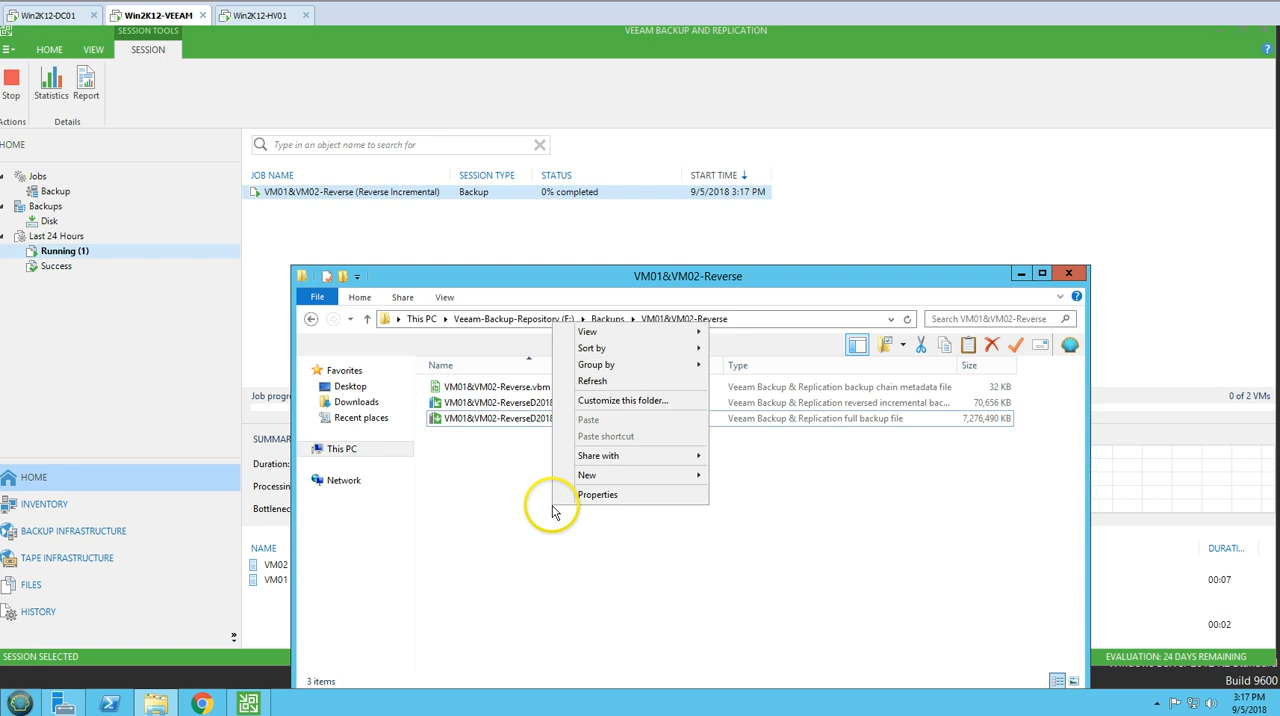 Win2K12-DC01
Win2K12-VEEAM
Win2K12-HV01
SESSION TOOLS
VEEAM BACKUP AND REPLICATION
HOME VIEW SESSION
Stop Statistics Report
Actions Details
HOME
Type in an object name to search for
Jobs
Backup
Backups
Disk
Last 24 Hours
Running (1)
Success
JOB NAME SESSION TYPE STATUS START TIME
VM01&VM02-Reverse (Reverse Incremental) Backup 0% completed 9/5/2018 3:17 PM
VM01&VM02-Reverse
File Home Share View
This PC Veeam-Backup-Repository (E:) Backups VM01&VM02-Reverse
Search VM01&VM02-Reverse
Name Type Size
VM01&VM02-Reverse.vbm Veeam Backup & Replication backup chain metadata file 32 KB
VM01&VM02-ReverseD2018 Veeam Backup & Replication reversed incremental bac... 70,656 KB
VM01&VM02-ReverseD2018 Veeam Backup & Replication full backup file 7,276,490 KB
Favorites
Desktop
Downloads
Recent places
This PC
Network
View
Sort by
Group by
Refresh
Customize this folder...
Paste
Paste shortcut
Share with
New
Properties
3 items
Job progre
0 of 2 VMs
SUMMAR
Duration:
Processin
Bottlene
HOME
INVENTORY
BACKUP INFRASTRUCTURE
TAPE INFRASTRUCTURE
FILES
HISTORY
NAME DURATI...
VM02
VM01 00:07
00:02
SESSION SELECTED
EVALUATION: 24 DAYS REMAINING
Build 9600
3:17 PM
9/5/2018